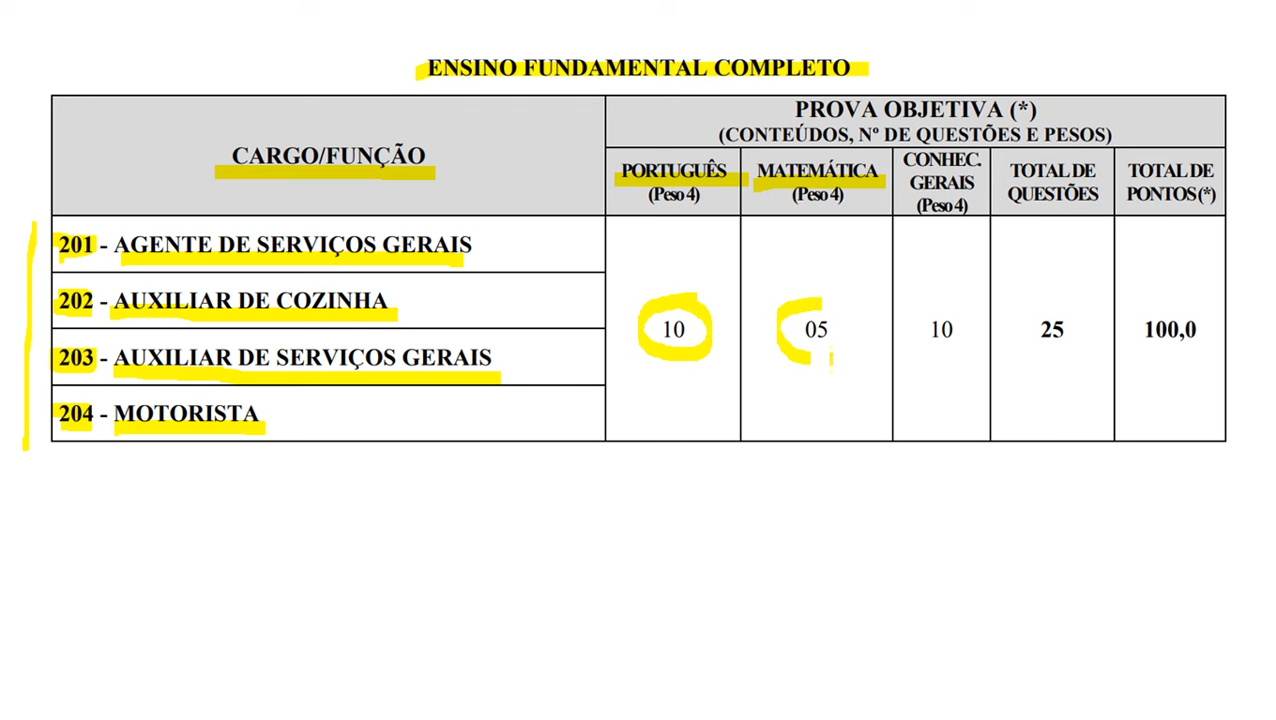 ENSINO FUNDAMENTAL COMPLETO
CARGO/FUNÇÃO
PROVA OBJETIVA (*)
(CONTEÚDOS, Nº DE QUESTÕES E PESOS)
PORTUGUÊS
(Peso 4)
MATEMÁTICA
(Peso 4)
CONHEC.
GERAIS
(Peso 4)
TOTAL DE
QUESTÕES
TOTAL DE
PONTOS (*)
201 - AGENTE DE SERVIÇOS GERAIS
202 - AUXILIAR DE COZINHA
203 - AUXILIAR DE SERVIÇOS GERAIS
204 - MOTORISTA
10
05
10
25
100,0